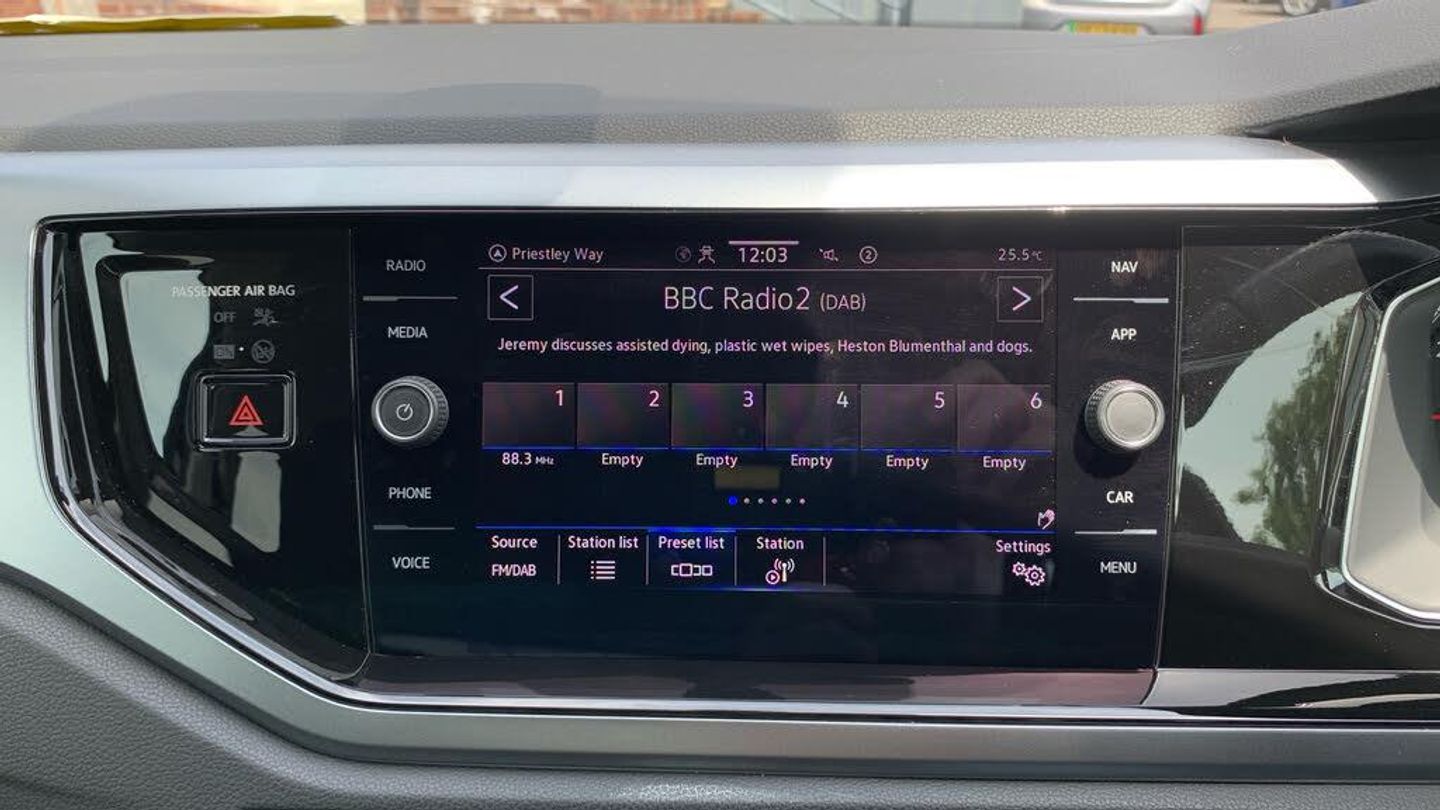 PASSENGER AIR BAG
OFF
RADIO
MEDIA
PHONE
VOICE
Priestley Way
12:03
2
25.5°C
BBC Radio2 (DAB)
Jeremy discusses assisted dying, plastic wet wipes, Heston Blumenthal and dogs.
1 2 3 4 5 6
88.3 MHz Empty Empty Empty Empty Empty
Source Station list Preset list Station Settings
FM/DAB
NAV
APP
CAR
MENU